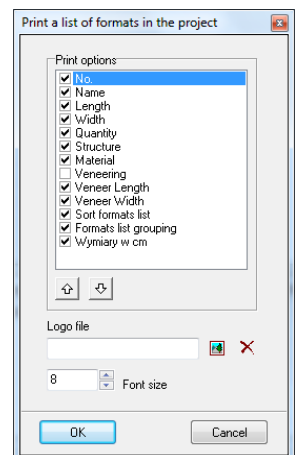 Print a list of formats in the project
Print options
No.
Name
Length
Width
Quantity
Structure
Material
Veneering
Veneer Length
Veneer Width
Sort formats list
Formats list grouping
Wymiary w cm
Logo file
8 Font size
OK Cancel